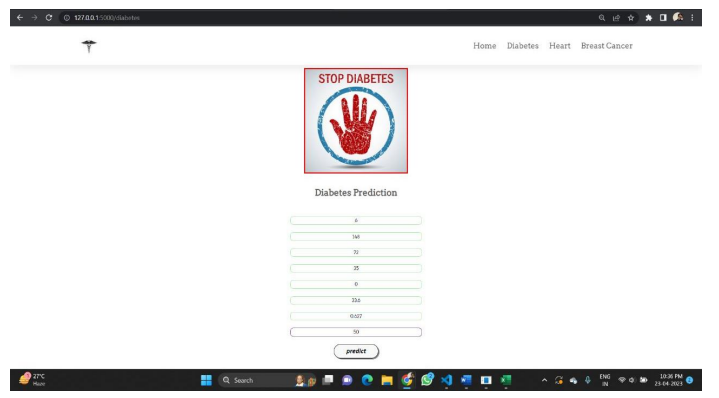 127.0.0.1:5000/diabetes
Home Diabetes Heart Breast Cancer
STOP DIABETES
Diabetes Prediction
6
148
72
35
0
33.6
0.627
50
predict
27°C
Haze
Search
ENG
IN
10:36 PM
23-04-2023